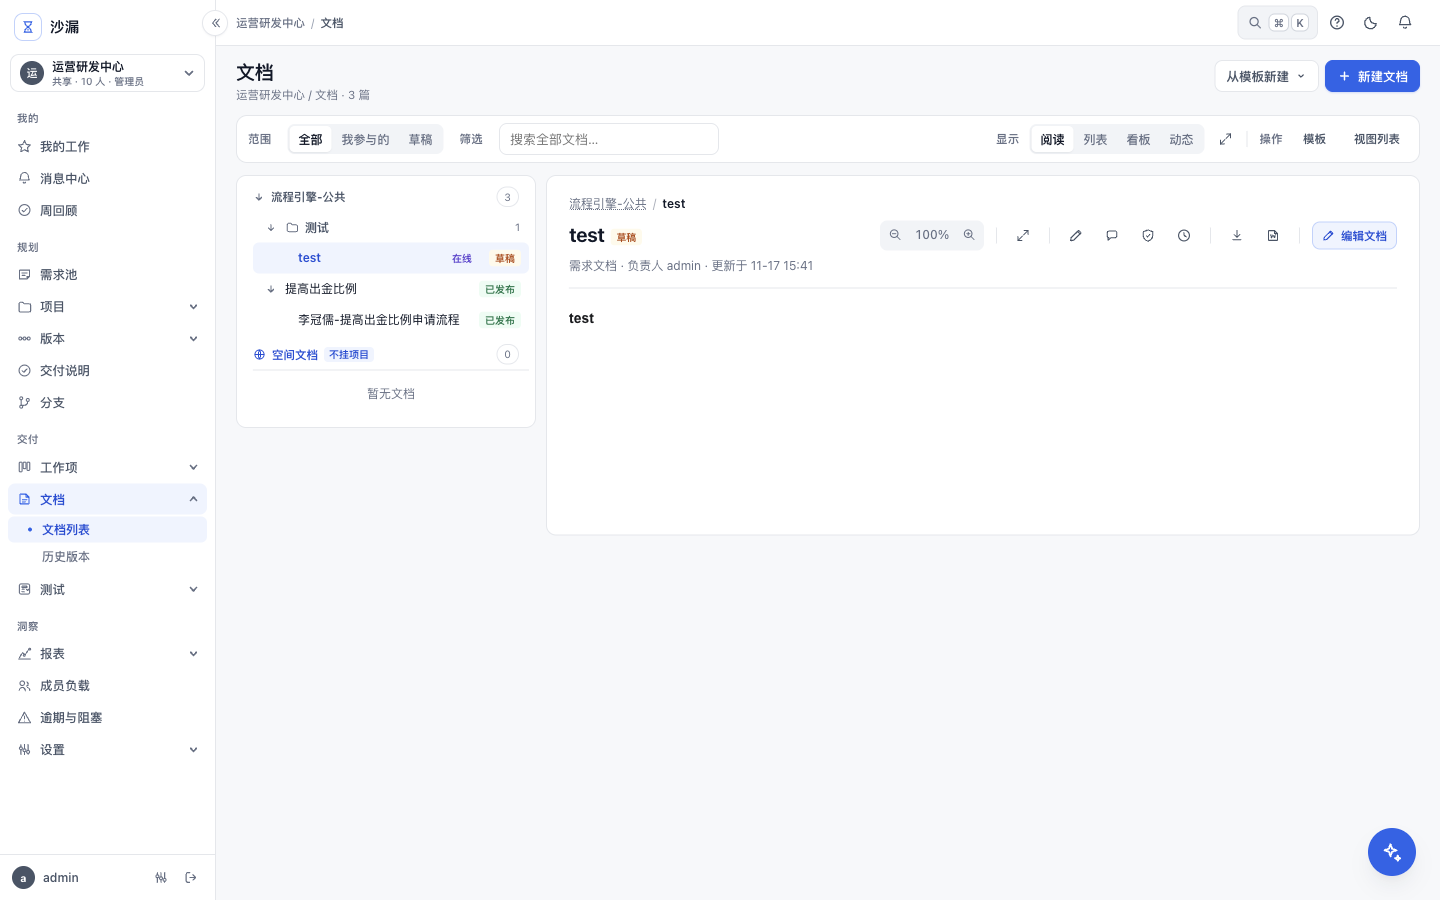 沙漏
运
运营研发中心
共享 · 10 人 · 管理员
我的
我的工作
消息中心
周回顾
规划
需求池
项目
版本
交付说明
分支
交付
工作项
文档
文档列表
历史版本
测试
洞察
报表
成员负载
逾期与阻塞
设置
a admin
运营研发中心 / 文档
⌘ K
文档
运营研发中心 / 文档 · 3 篇
从模板新建
新建文档
范围 全部 我参与的 草稿 筛选 搜索全部文档... 显示 阅读 列表 看板 动态 操作 模板 视图列表
流程引擎-公共 3
测试 1
test 在线 草稿
提高出金比例 已发布
李冠儒-提高出金比例申请流程 已发布
空间文档 不挂项目 0
暂无文档
流程引擎-公共 / test
test 草稿
100%
编辑文档
需求文档 · 负责人 admin · 更新于 11-17 15:41
test